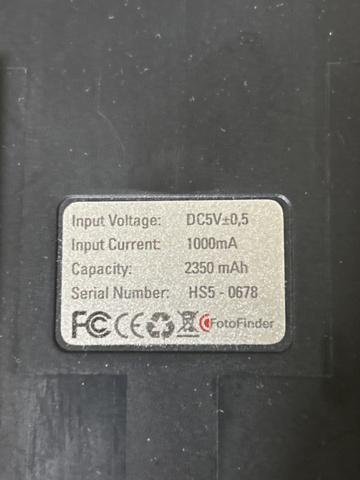 Input Voltage: DC5V±0,5
Input Current: 1000mA
Capacity: 2350 mAh
Serial Number: HS5 - 0678
FC CE FotoFinder